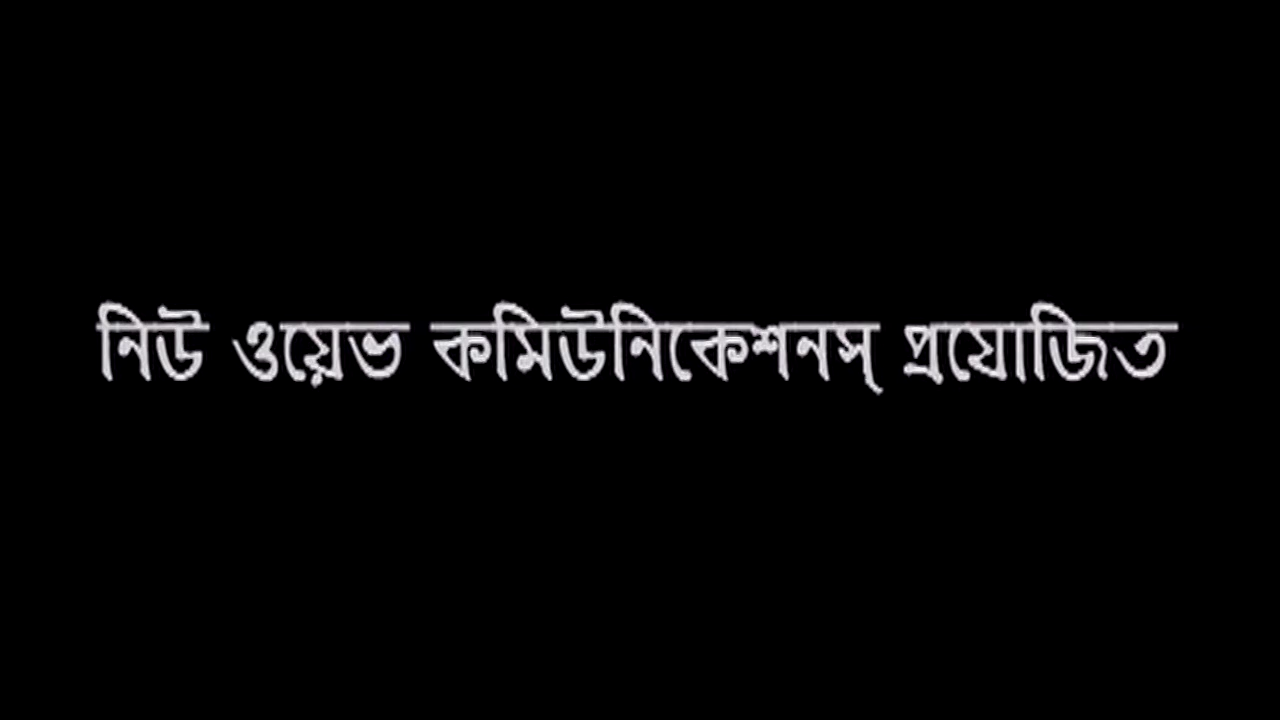 নিউ ওয়েভ কমিউনিকেশনস্ প্রযোজিত